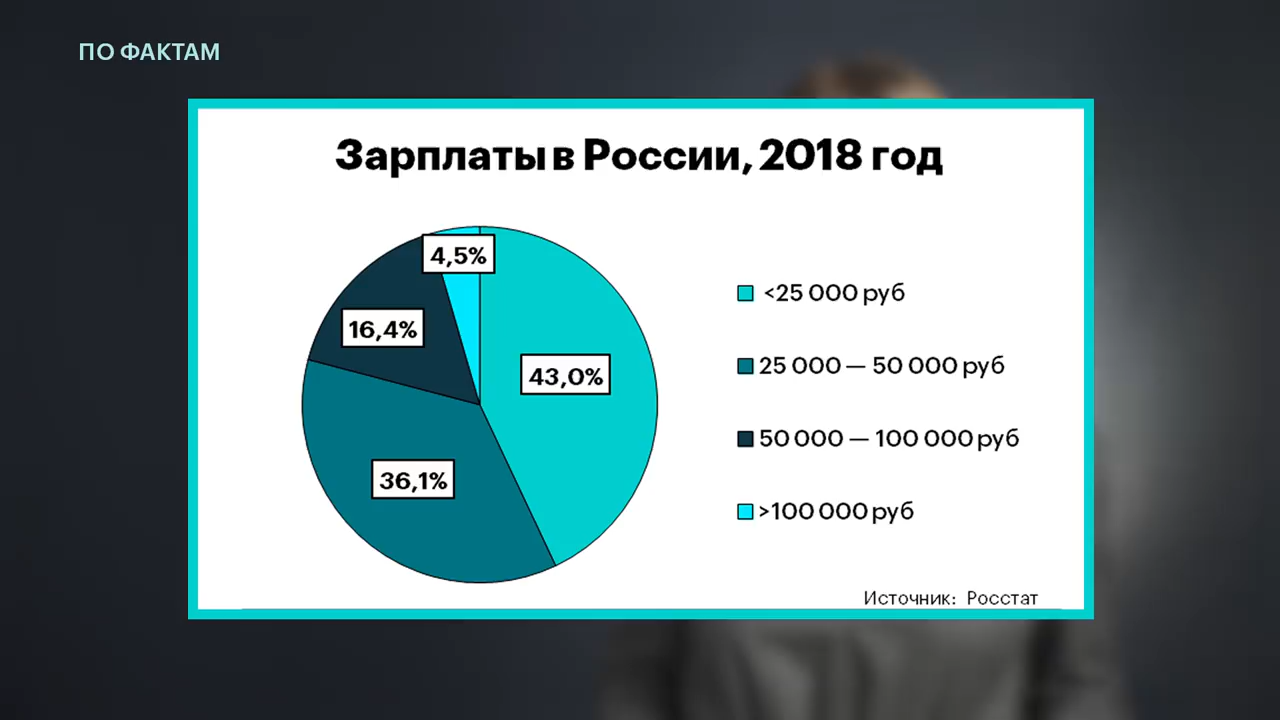 ПО ФАКТАМ
Зарплаты в России, 2018 год
4,5%
16,4%
43,0%
36,1%
<25 000 руб
25 000 — 50 000 руб
50 000 — 100 000 руб
>100 000 руб
Источник: Росстат